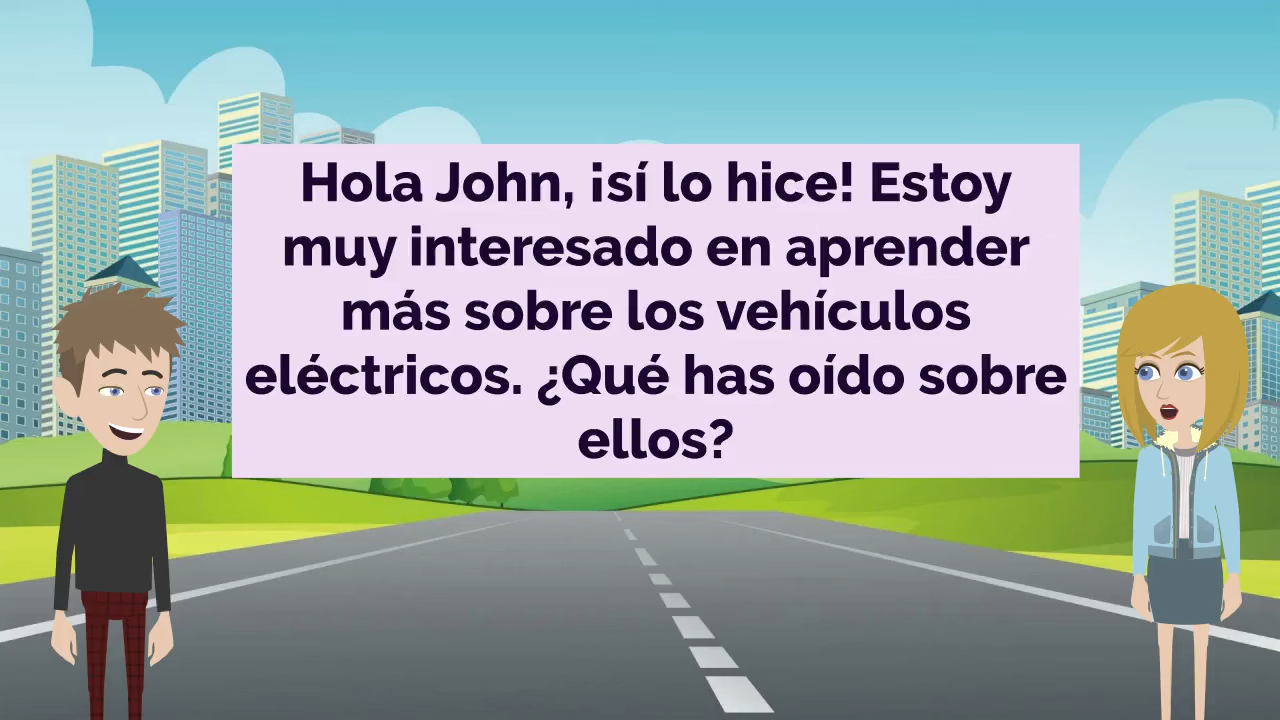 Hola John, ¡sí lo hice! Estoy
muy interesado en aprender
más sobre los vehículos
eléctricos. ¿Qué has oído sobre
ellos?